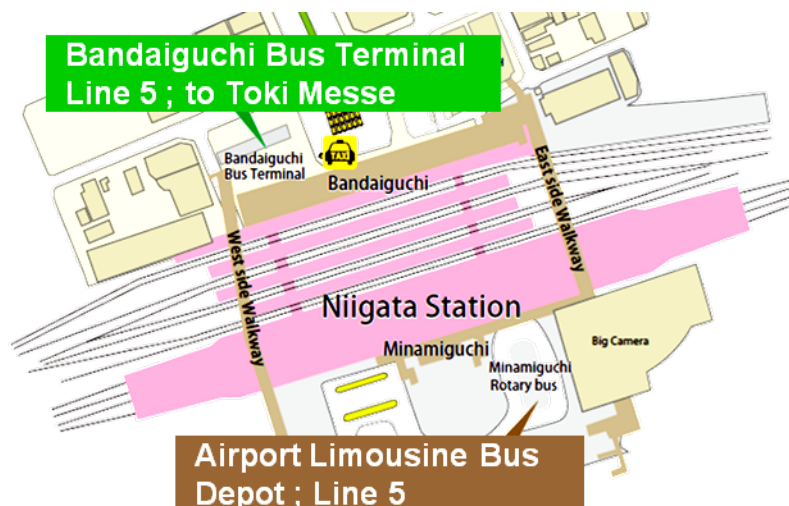 Bandaiguchi Bus Terminal
Line 5 ; to Toki Messe
Bandaiguchi
Bus Terminal
TAXI
Bandaiguchi
East side Walkway
West side Walkway
Niigata Station
Minamiguchi
Big Camera
Minamiguchi
Rotary bus
Airport Limousine Bus
Depot ; Line 5